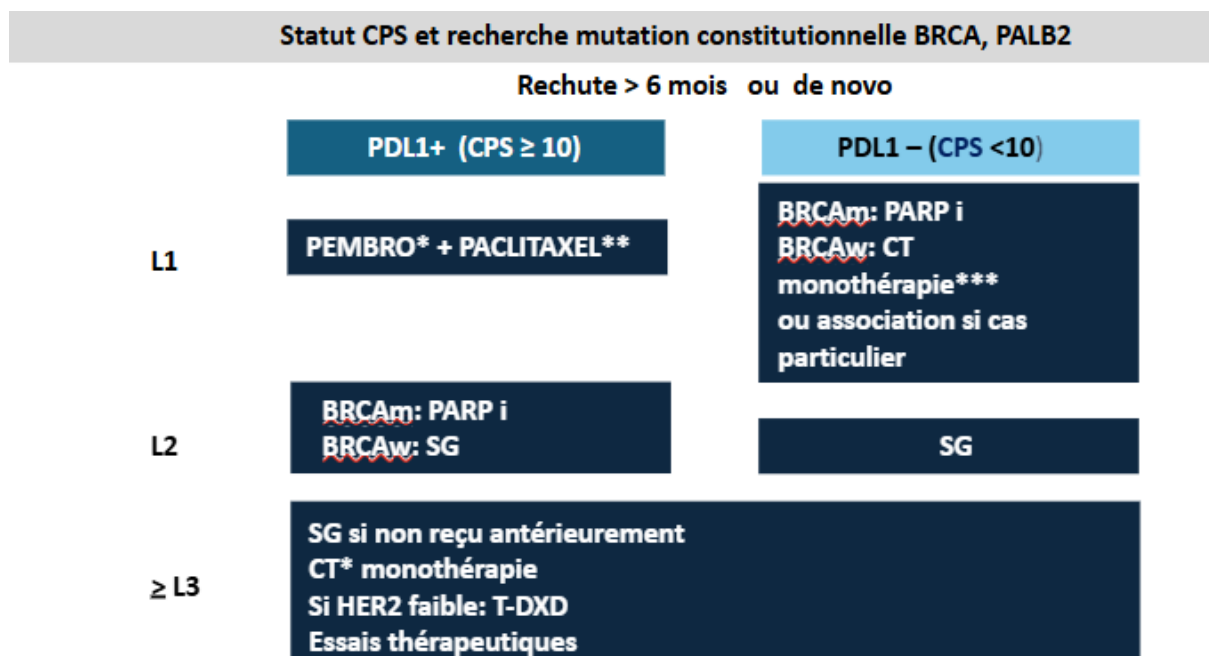 Statut CPS et recherche mutation constitutionnelle BRCA, PALB2
Rechute > 6 mois ou de novo
PDL1+ (CPS ≥ 10)
PDL1 – (CPS <10)
L1
PEMBRO* + PACLITAXEL**
BRCAm: PARP i
BRCAw: CT
monothérapie***
ou association si cas
particulier
L2
BRCAm: PARP i
BRCAw: SG
SG
≥ L3
SG si non reçu antérieurement
CT* monothérapie
Si HER2 faible: T-DXD
Essais thérapeutiques